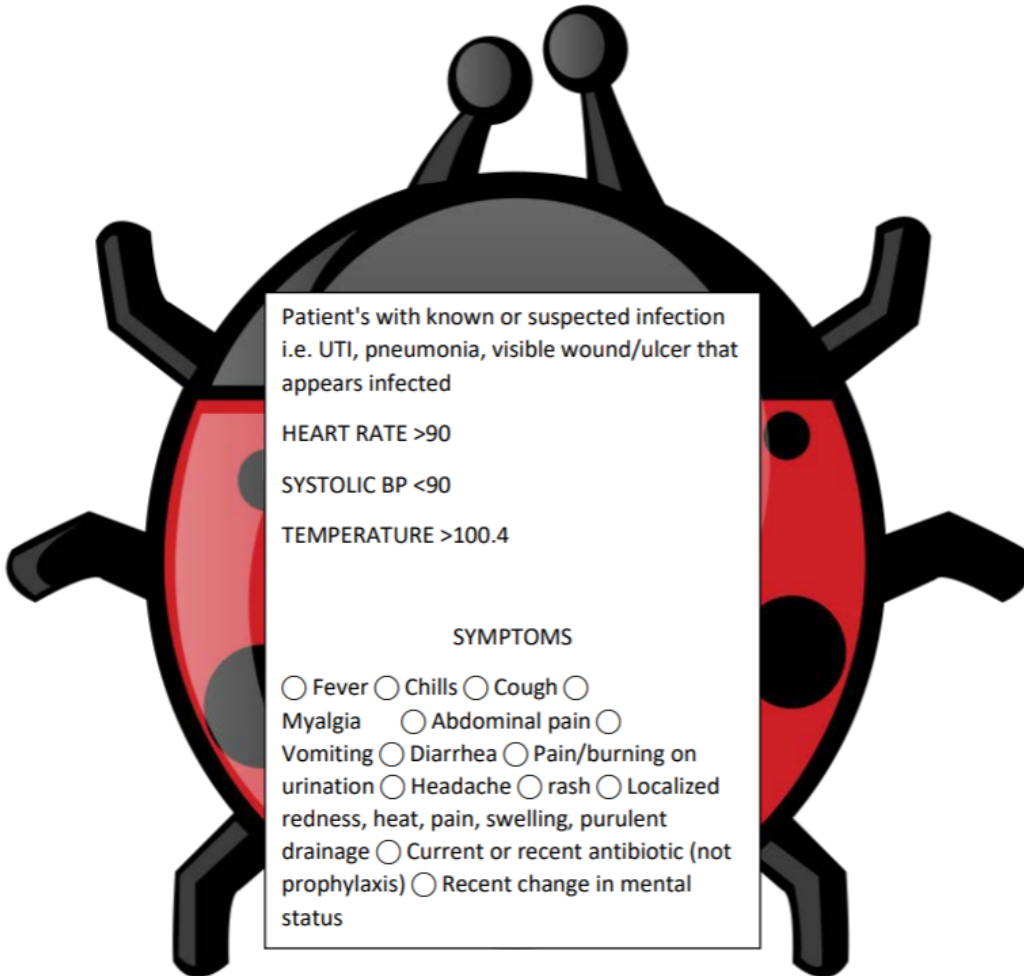 Patient's with known or suspected infection
i.e. UTI, pneumonia, visible wound/ulcer that
appears infected
HEART RATE >90
SYSTOLIC BP <90
TEMPERATURE >100.4
SYMPTOMS
◯ Fever ◯ Chills ◯ Cough ◯
Myalgia ◯ Abdominal pain ◯
Vomiting ◯ Diarrhea ◯ Pain/burning on
urination ◯ Headache ◯ rash ◯ Localized
redness, heat, pain, swelling, purulent
drainage ◯ Current or recent antibiotic (not
prophylaxis) ◯ Recent change in mental
status